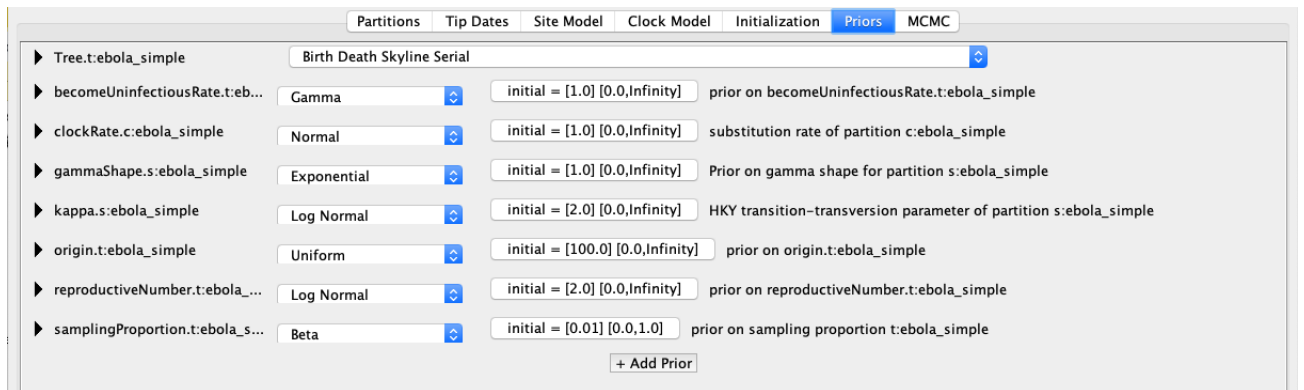 Partitions Tip Dates Site Model Clock Model Initialization Priors MCMC
Tree.t:ebola_simple Birth Death Skyline Serial
becomeUninfectiousRate.t:eb... Gamma initial = [1.0] [0.0,Infinity] prior on becomeUninfectiousRate.t:ebola_simple
clockRate.c:ebola_simple Normal initial = [1.0] [0.0,Infinity] substitution rate of partition c:ebola_simple
gammaShape.s:ebola_simple Exponential initial = [1.0] [0.0,Infinity] Prior on gamma shape for partition s:ebola_simple
kappa.s:ebola_simple Log Normal initial = [2.0] [0.0,Infinity] HKY transition-transversion parameter of partition s:ebola_simple
origin.t:ebola_simple Uniform initial = [100.0] [0.0,Infinity] prior on origin.t:ebola_simple
reproductiveNumber.t:ebola_... Log Normal initial = [2.0] [0.0,Infinity] prior on reproductiveNumber.t:ebola_simple
samplingProportion.t:ebola_s... Beta initial = [0.01] [0.0,1.0] prior on sampling proportion t:ebola_simple
+ Add Prior